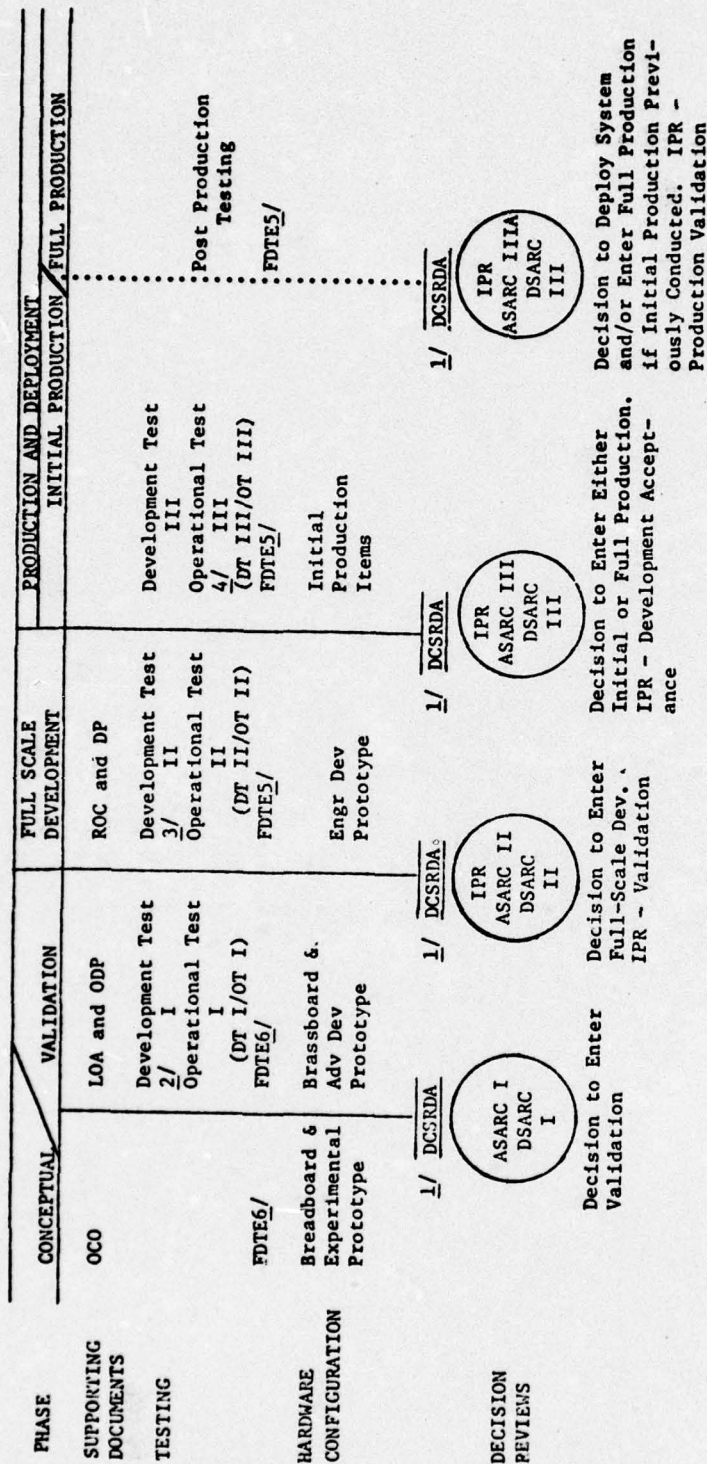 PRODUCTION AND DEPLOYMENT
FULL SCALE
PHASE CONCEPTUAL VALIDATION DEVELOPMENT INITIAL PRODUCTION FULL PRODUCTION
SUPPORTING
DOCUMENTS
OCO
LOA and ODP
ROC and DP
TESTING
FDTE6/
Development Test
2/ I
Operational Test
I
(DT I/OT I)
FDTE6/
Development Test
3/ II
Operational Test
II
(DT II/OT II)
FDTE5/
Development Test
III
Operational Test
4/ III
(DT III/OT III)
FDTE5/
Post Production
Testing
FDTE5/
HARDWARE
CONFIGURATION
Breadboard &
Experimental
Prototype
Brassboard &
Adv Dev
Prototype
Engr Dev
Prototype
Initial
Production
Items
DECISION
REVIEWS
1/ DCSRDA
ASARC I
DSARC
I
Decision to Enter
Validation
1/ DCSRDA
IPR
ASARC II
DSARC
II
Decision to Enter
Full-Scale Dev. .
IPR - Validation
1/ DCSRDA
IPR
ASARC III
DSARC
III
Decision to Enter Either
Initial or Full Production.
IPR - Development Accept-
ance
1/ DCSRDA
IPR
ASARC IIIA
DSARC
III
Decision to Deploy System
and/or Enter Full Production
if Initial Production Previ-
ously Conducted. IPR -
Production Validation